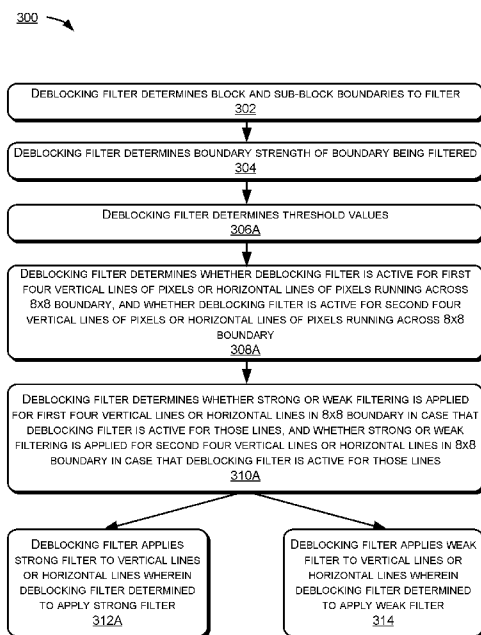 300
DEBLOCKING FILTER DETERMINES BLOCK AND SUB-BLOCK BOUNDARIES TO FILTER
302
DEBLOCKING FILTER DETERMINES BOUNDARY STRENGTH OF BOUNDARY BEING FILTERED
304
DEBLOCKING FILTER DETERMINES THRESHOLD VALUES
306A
DEBLOCKING FILTER DETERMINES WHETHER DEBLOCKING FILTER IS ACTIVE FOR FIRST
FOUR VERTICAL LINES OF PIXELS OR HORIZONTAL LINES OF PIXELS RUNNING ACROSS
8X8 BOUNDARY, AND WHETHER DEBLOCKING FILTER IS ACTIVE FOR SECOND FOUR
VERTICAL LINES OF PIXELS OR HORIZONTAL LINES OF PIXELS RUNNING ACROSS 8X8
BOUNDARY
308A
DEBLOCKING FILTER DETERMINES WHETHER STRONG OR WEAK FILTERING IS APPLIED
FOR FIRST FOUR VERTICAL LINES OR HORIZONTAL LINES IN 8X8 BOUNDARY IN CASE THAT
DEBLOCKING FILTER IS ACTIVE FOR THOSE LINES, AND WHETHER STRONG OR WEAK
FILTERING IS APPLIED FOR SECOND FOUR VERTICAL LINES OR HORIZONTAL LINES IN 8X8
BOUNDARY IN CASE THAT DEBLOCKING FILTER IS ACTIVE FOR THOSE LINES
310A
DEBLOCKING FILTER APPLIES
STRONG FILTER TO VERTICAL LINES
OR HORIZONTAL LINES WHEREIN
DEBLOCKING FILTER DETERMINED
TO APPLY STRONG FILTER
312A
DEBLOCKING FILTER APPLIES WEAK
FILTER TO VERTICAL LINES OR
HORIZONTAL LINES WHEREIN
DEBLOCKING FILTER DETERMINED
TO APPLY WEAK FILTER
314